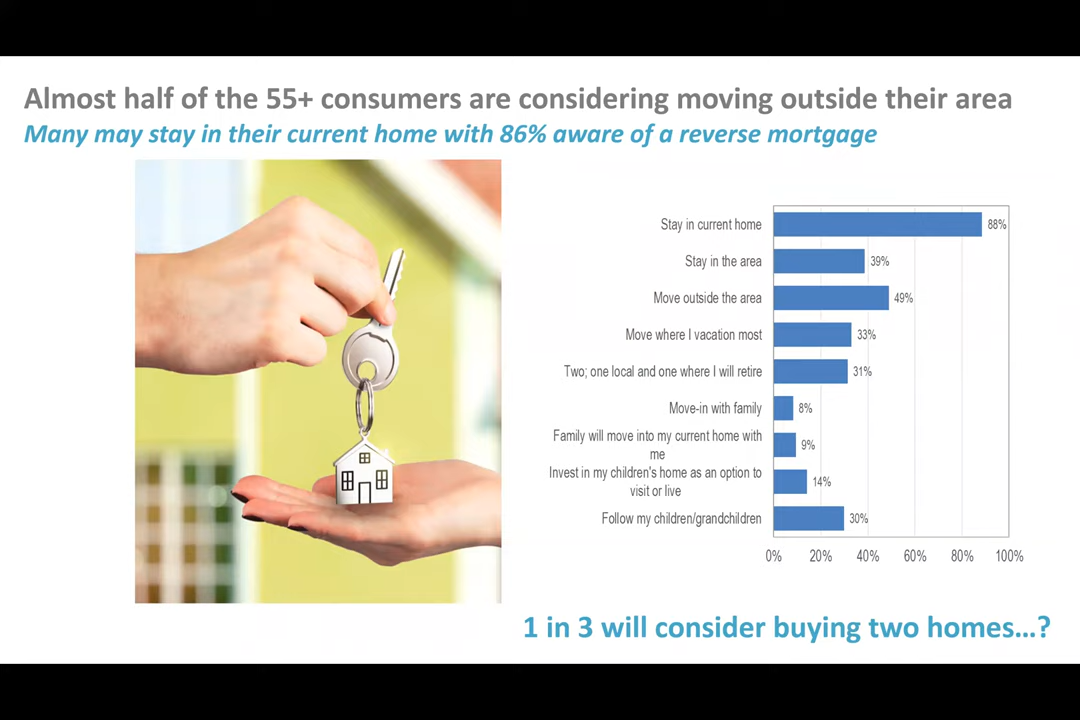 Almost half of the 55+ consumers are considering moving outside their area
Many may stay in their current home with 86% aware of a reverse mortgage
Stay in current home 88%
Stay in the area 39%
Move outside the area 49%
Move where I vacation most 33%
Two; one local and one where I will retire 31%
Move-in with family 8%
Family will move into my current home with
me 9%
Invest in my children's home as an option to
visit or live 14%
Follow my children/grandchildren 30%
0% 20% 40% 60% 80% 100%
1 in 3 will consider buying two homes...?